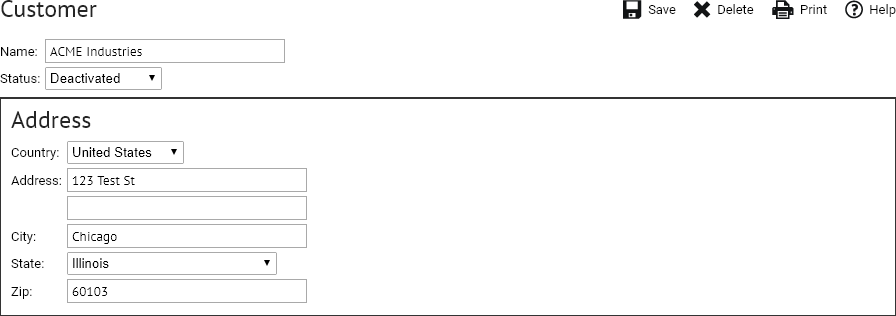 Customer Save Delete Print Help
Name: ACME Industries
Status: Deactivated
Address
Country: United States
Address: 123 Test St
City: Chicago
State: Illinois
Zip: 60103